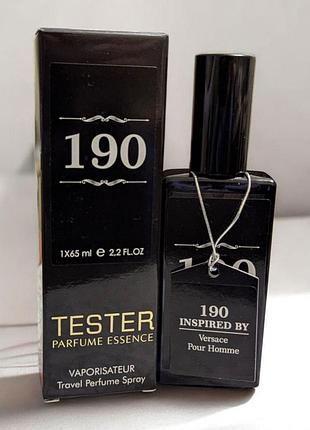 190
1X65 ml e 2.2 FL.OZ
TESTER
PARFUME ESSENCE
VAPORISATEUR
Travel Perfume Spray
190
190
INSPIRED BY
Versace
Pour Homme